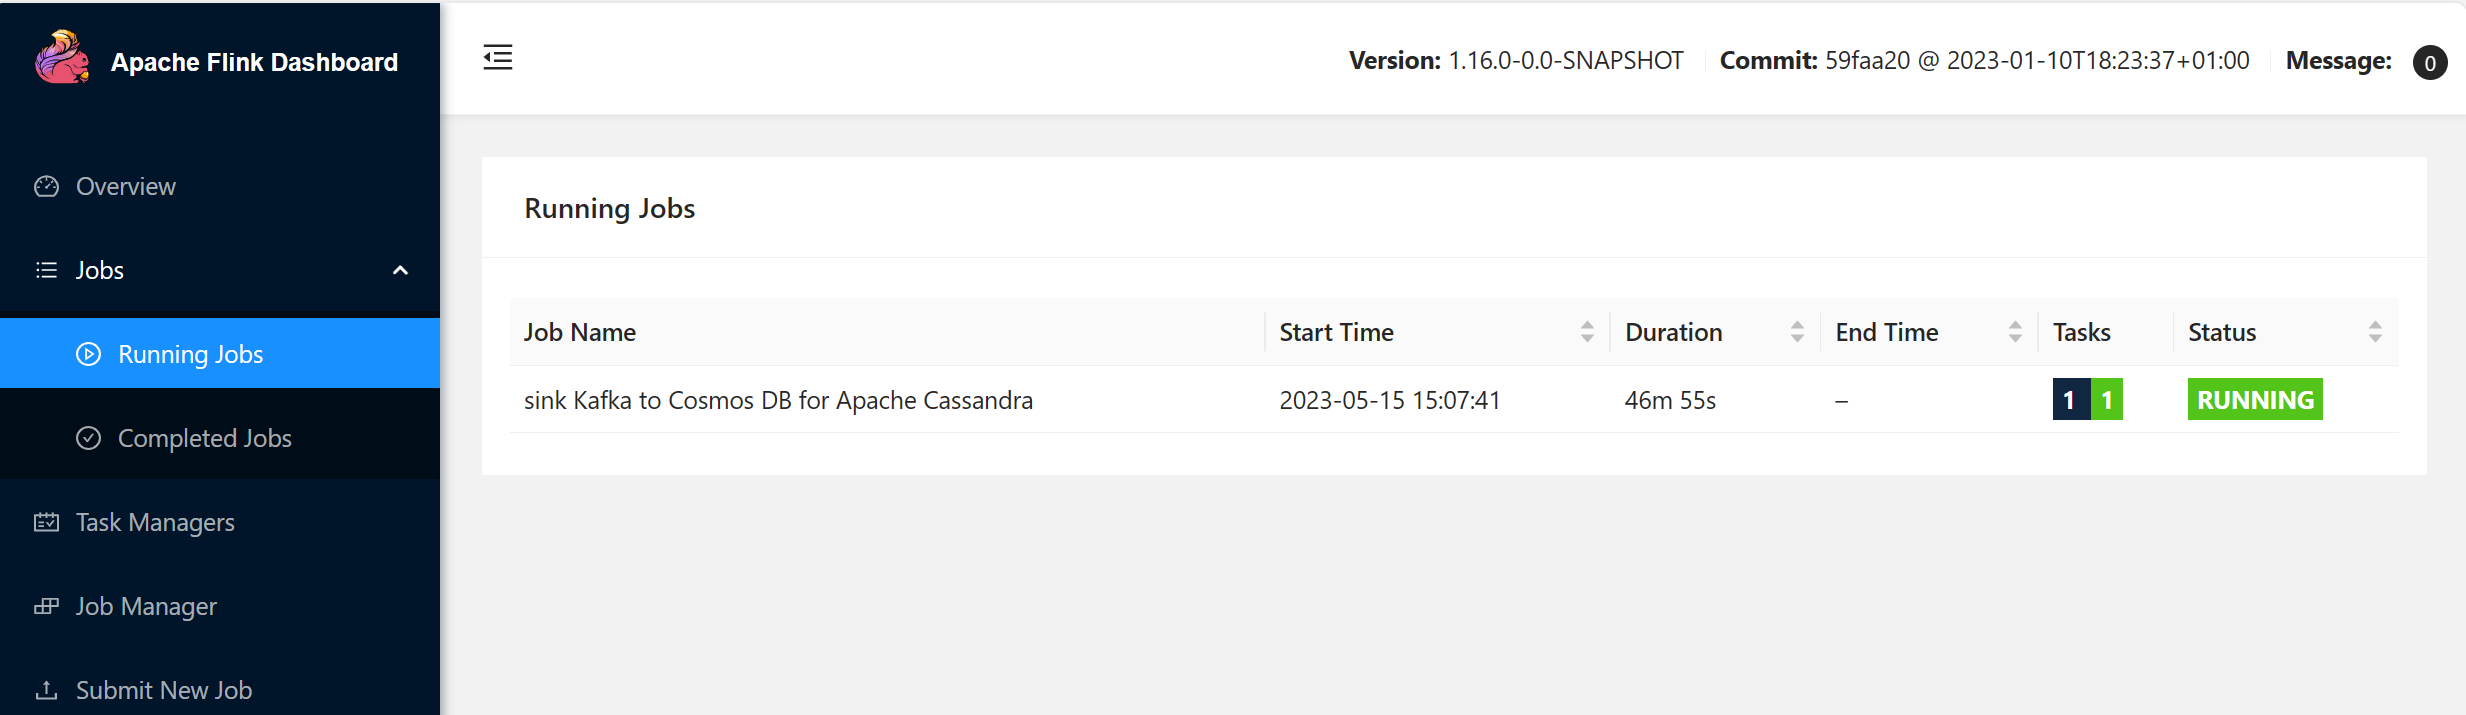 Apache Flink Dashboard
Version: 1.16.0-0.0-SNAPSHOT Commit: 59faa20 @ 2023-01-10T18:23:37+01:00 Message: 0
Overview
Jobs
Running Jobs
Completed Jobs
Task Managers
Job Manager
Submit New Job
Running Jobs
Job Name Start Time Duration End Time Tasks Status
sink Kafka to Cosmos DB for Apache Cassandra 2023-05-15 15:07:41 46m 55s – 1 1 RUNNING